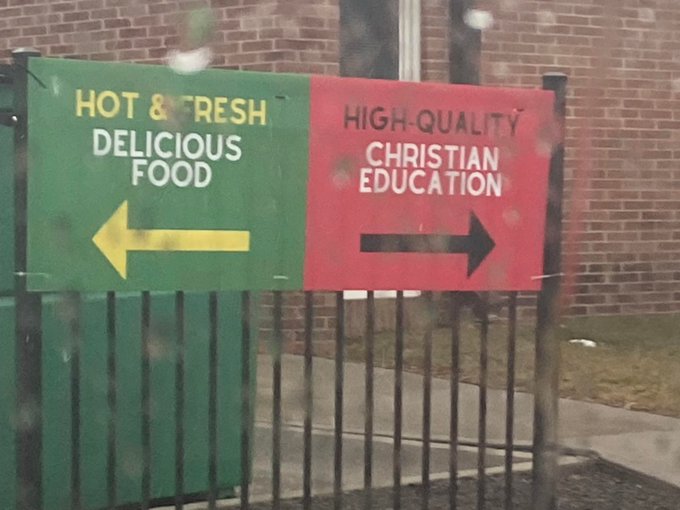 HOT & FRESH
DELICIOUS
FOOD
HIGH-QUALITY
CHRISTIAN
EDUCATION